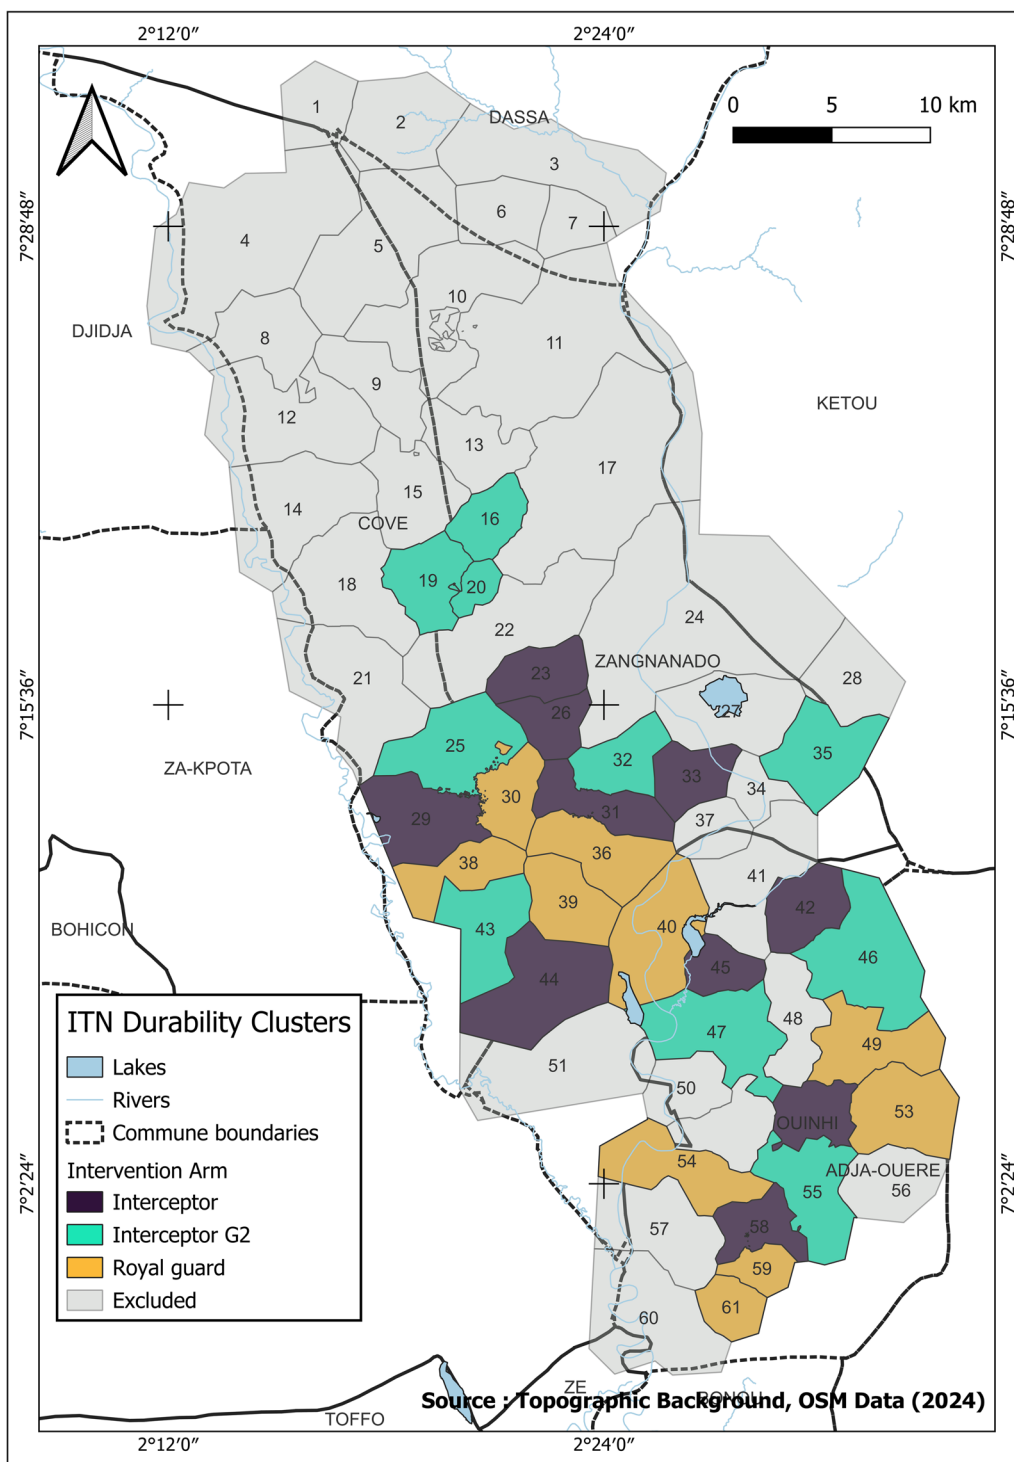 2°12′0″ 2°24′0″
0 5 10 km
DASSA
1
2
3
6
7
7°28′48″ 7°28′48″
4
5
10
DJIDJA
8
11
9
KETOU
12
13
17
15
14
COVE
16
18
19
20
24
22
ZANGNANADO
23
21
28
7°15′36″ 7°15′36″
26
27
25
32
35
ZA-KPOTA
33
34
30
29
31
37
36
38
41
39
42
40
BOHICON
43
46
45
44
ITN Durability Clusters
Lakes
Rivers
Commune boundaries
Intervention Arm
Interceptor
Interceptor G2
Royal guard
Excluded
48
47
49
51
50
53
OUINHI
54
ADJA-OUERE
7°2′24″ 7°2′24″
55
56
57
58
59
61
60
ZE
BONOU
Source : Topographic Background, OSM Data (2024)
TOFFO
2°12′0″ 2°24′0″